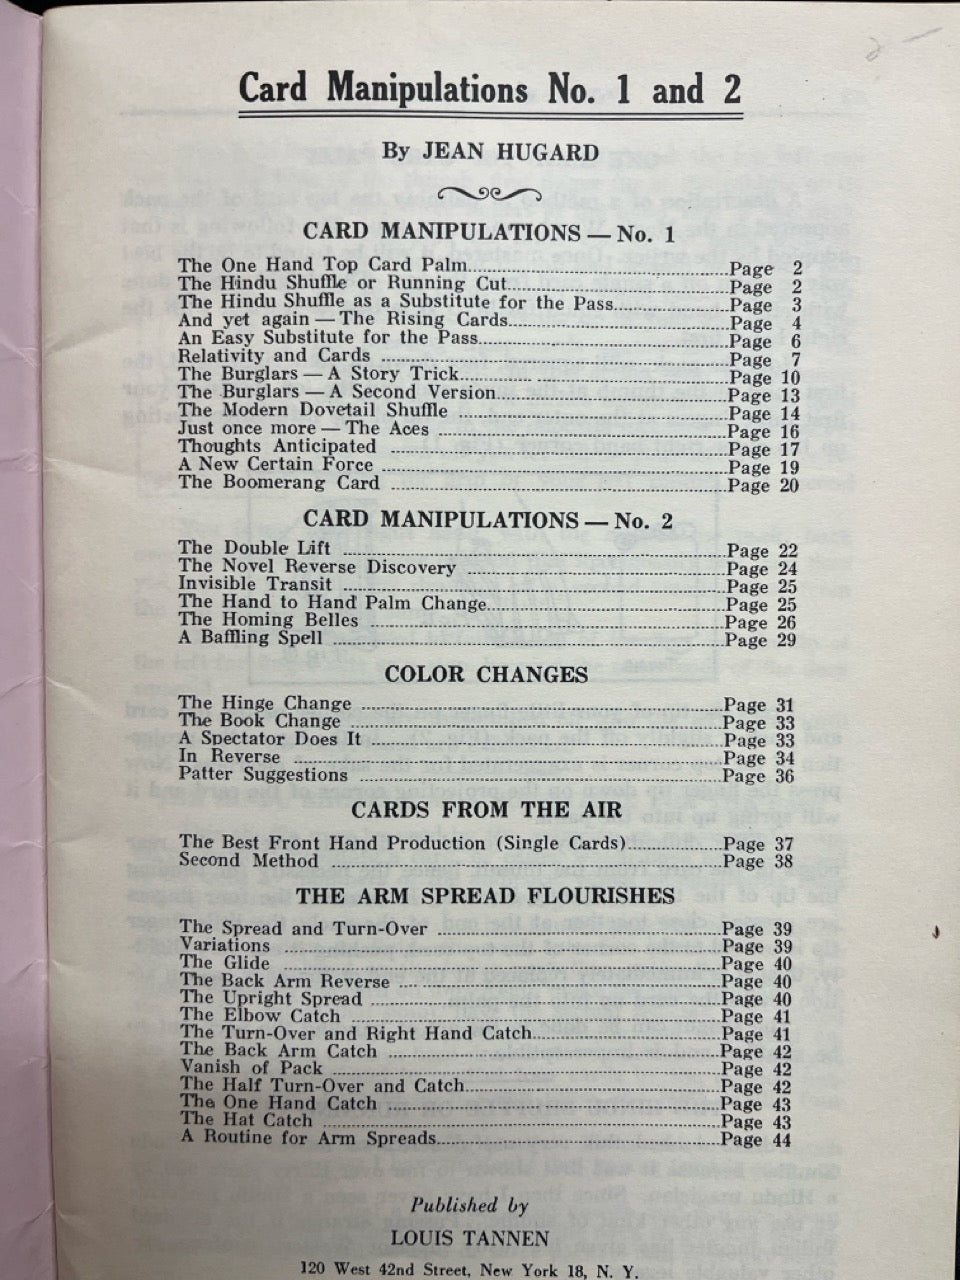 Card Manipulations No. 1 and 2
By JEAN HUGARD
CARD MANIPULATIONS — No. 1
The One Hand Top Card Palm Page 2
The Hindu Shuffle or Running Cut Page 2
The Hindu Shuffle as a Substitute for the Pass Page 3
And yet again — The Rising Cards Page 4
An Easy Substitute for the Pass Page 6
Relativity and Cards Page 7
The Burglars — A Story Trick Page 10
The Burglars — A Second Version Page 13
The Modern Dovetail Shuffle Page 14
Just once more — The Aces Page 16
Thoughts Anticipated Page 17
A New Certain Force Page 19
The Boomerang Card Page 20
CARD MANIPULATIONS — No. 2
The Double Lift Page 22
The Novel Reverse Discovery Page 24
Invisible Transit Page 25
The Hand to Hand Palm Change Page 25
The Homing Belles Page 26
A Baffling Spell Page 29
COLOR CHANGES
The Hinge Change Page 31
The Book Change Page 33
A Spectator Does It Page 33
In Reverse Page 34
Patter Suggestions Page 36
CARDS FROM THE AIR
The Best Front Hand Production (Single Cards) Page 37
Second Method Page 38
THE ARM SPREAD FLOURISHES
The Spread and Turn-Over Page 39
Variations Page 39
The Glide Page 40
The Back Arm Reverse Page 40
The Upright Spread Page 40
The Elbow Catch Page 41
The Turn-Over and Right Hand Catch Page 41
The Back Arm Catch Page 42
Vanish of Pack Page 42
The Half Turn-Over and Catch Page 42
The One Hand Catch Page 43
The Hat Catch Page 43
A Routine for Arm Spreads Page 44
Published by
LOUIS TANNEN
120 West 42nd Street, New York 18, N. Y.